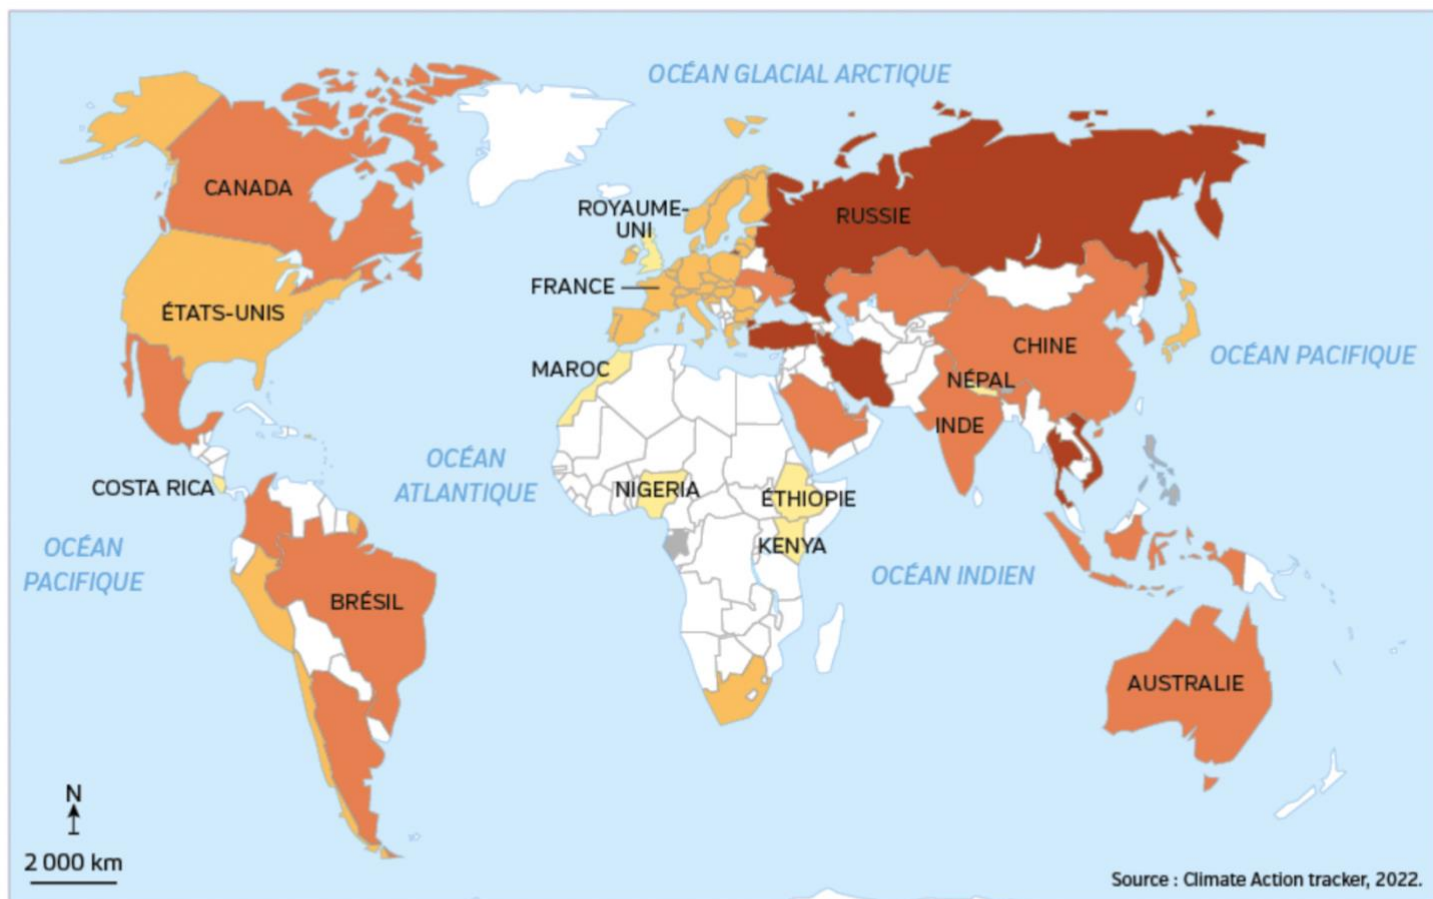 OCÉAN GLACIAL ARCTIQUE
CANADA
ROYAUME-
UNI
RUSSIE
FRANCE
ÉTATS-UNIS
CHINE
OCÉAN PACIFIQUE
MAROC
NÉPAL
INDE
OCÉAN
ATLANTIQUE
COSTA RICA
NIGERIA
ÉTHIOPIE
KENYA
OCÉAN
PACIFIQUE
OCÉAN INDIEN
BRÉSIL
AUSTRALIE
N
2 000 km
Source : Climate Action tracker, 2022.